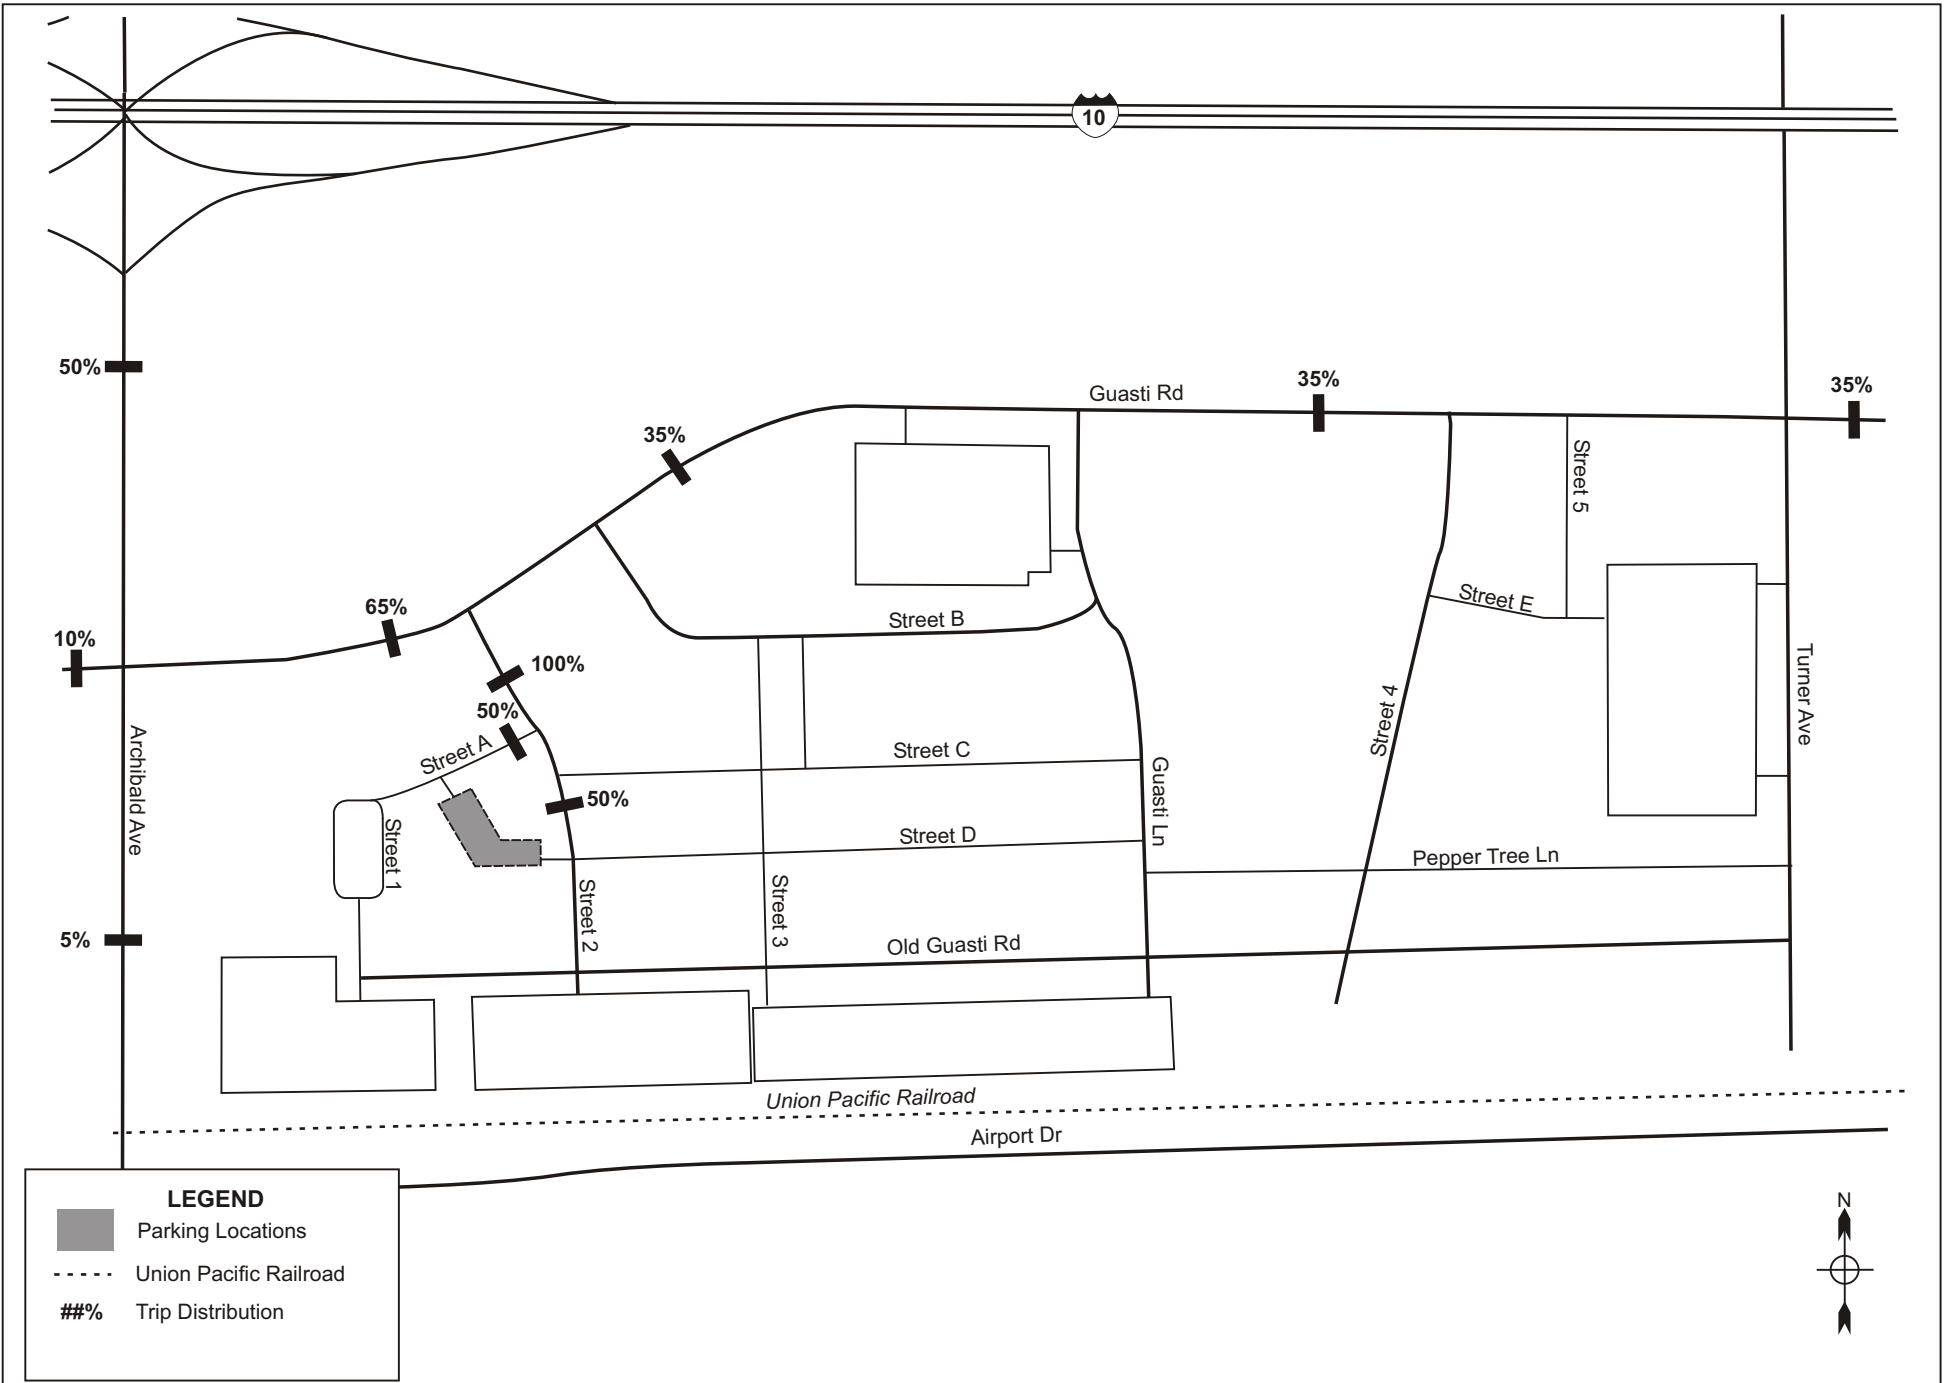 10
50%
Guasti Rd
35%
35%
35%
Street 5
65%
Street E
10%
Street B
100%
Turner Ave
50%
Street 4
Archibald Ave
Street A
Street C
Guasti Ln
50%
Street 1
Street D
Pepper Tree Ln
Street 2
Street 3
5%
Old Guasti Rd
Union Pacific Railroad
Airport Dr
LEGEND
Parking Locations
Union Pacific Railroad
##% Trip Distribution
N